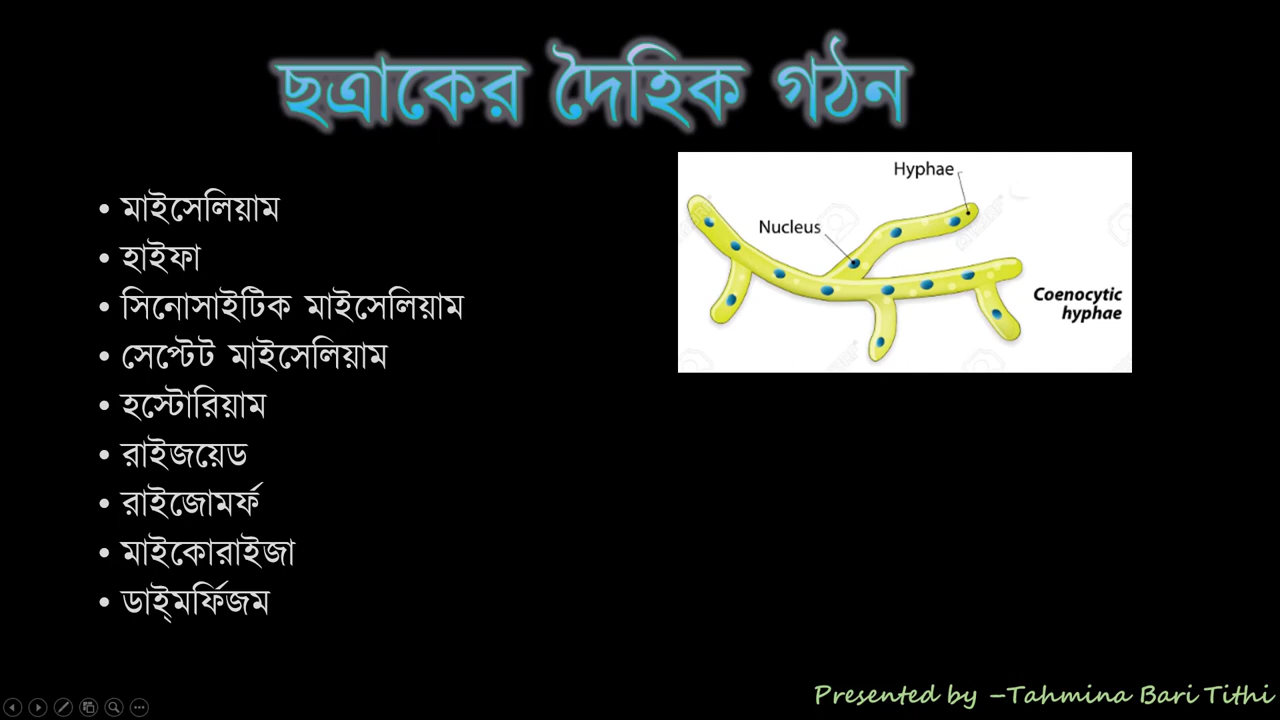 ছত্রাকের দৈহিক গঠন
• মাইসেলিয়াম
• হাইফা
• সিনোসাইটিক মাইসেলিয়াম
• সেপ্টেট মাইসেলিয়াম
• হস্টোরিয়াম
• রাইজয়েড
• রাইজোমর্ফ
• মাইকোরাইজা
• ডাই্মর্ফিজম
Hyphae
Nucleus
Coenocytic
hyphae
Presented by –Tahmina Bari Tithi